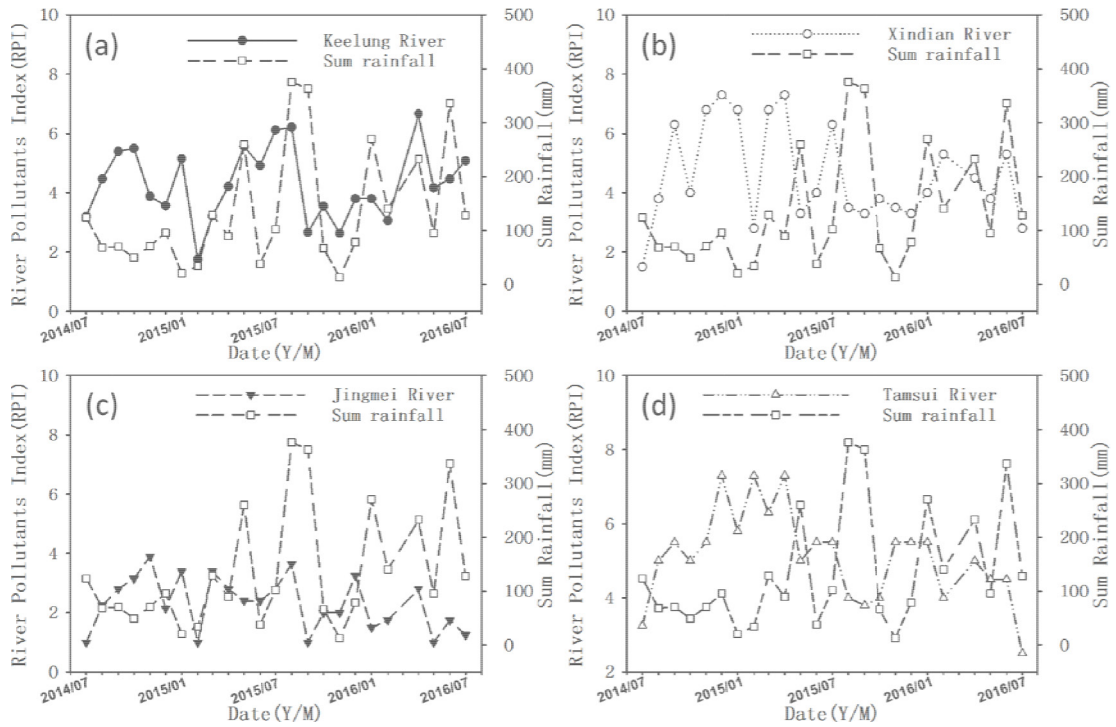 (a)
Keelung River
Sum rainfall
River Pollutants Index(RPI)
10
8
6
4
2
0
Sum Rainfall(mm)
500
400
300
200
100
0
2014/07
2015/01
2015/07
2016/01
2016/07
Date(Y/M)
(b)
Xindian River
Sum rainfall
River Pollutants Index(RPI)
10
8
6
4
2
0
Sum Rainfall(mm)
500
400
300
200
100
0
2014/07
2015/01
2015/07
2016/01
2016/07
Date(Y/M)
(c)
Jingmei River
Sum rainfall
River Pollutants Index(RPI)
10
8
6
4
2
0
Sum Rainfall(mm)
500
400
300
200
100
0
2014/07
2015/01
2015/07
2016/01
2016/07
Date(Y/M)
(d)
Tamsui River
Sum rainfall
River Pollutants Index(RPI)
10
8
6
4
2
Sum Rainfall(mm)
500
400
300
200
100
0
2014/07
2015/01
2015/07
2016/01
2016/07
Date(Y/M)